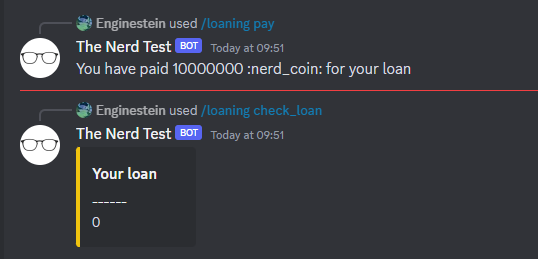 Enginestein used /loaning pay
The Nerd Test BOT Today at 09:51
You have paid 10000000 :nerd_coin: for your loan
Enginestein used /loaning check_loan
The Nerd Test BOT Today at 09:51
Your loan
------
0